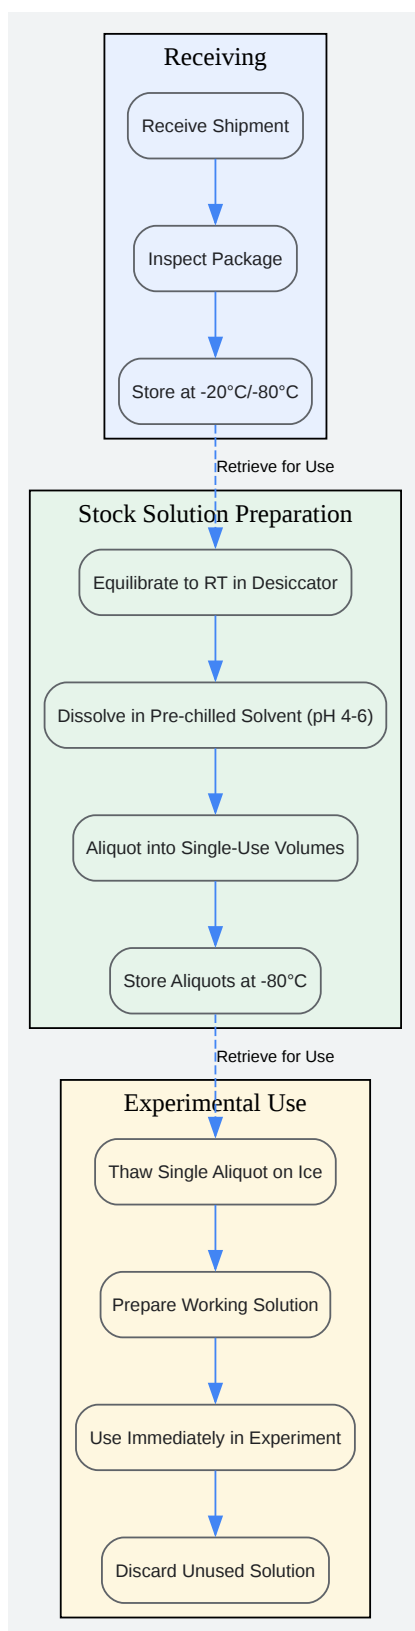 Receiving
Receive Shipment
Inspect Package
Store at -20°C/-80°C
Retrieve for Use
Stock Solution Preparation
Equilibrate to RT in Desiccator
Dissolve in Pre-chilled Solvent (pH 4-6)
Aliquot into Single-Use Volumes
Store Aliquots at -80°C
Retrieve for Use
Experimental Use
Thaw Single Aliquot on Ice
Prepare Working Solution
Use Immediately in Experiment
Discard Unused Solution